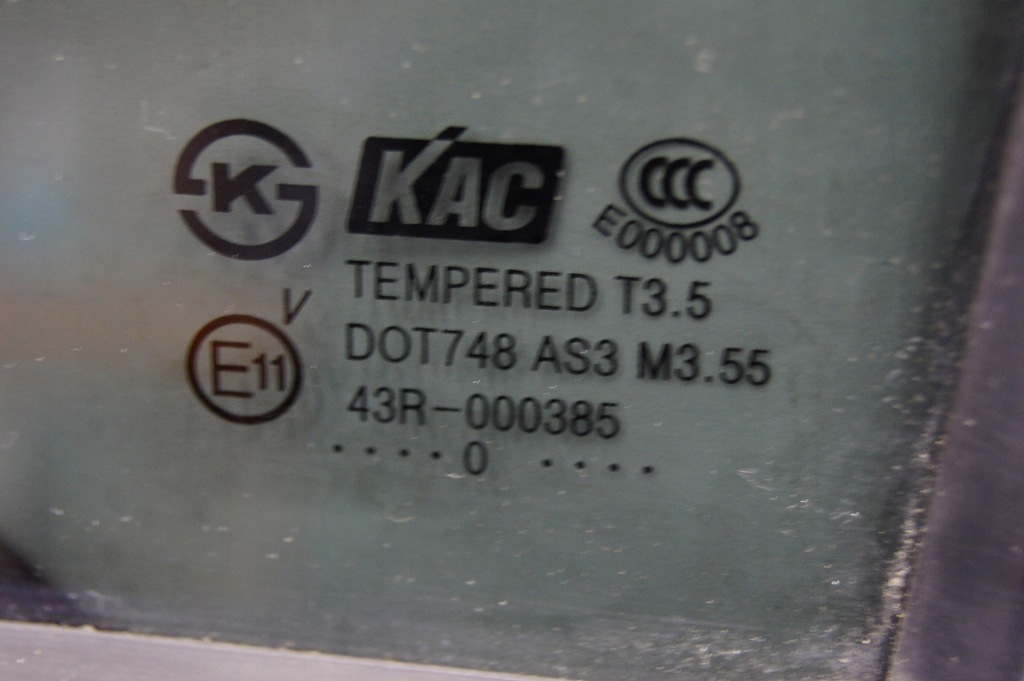 K
KAC
CCC
E000008
TEMPERED T3.5
V
E11
DOT748 AS3 M3.55
43R-000385
....0 ....